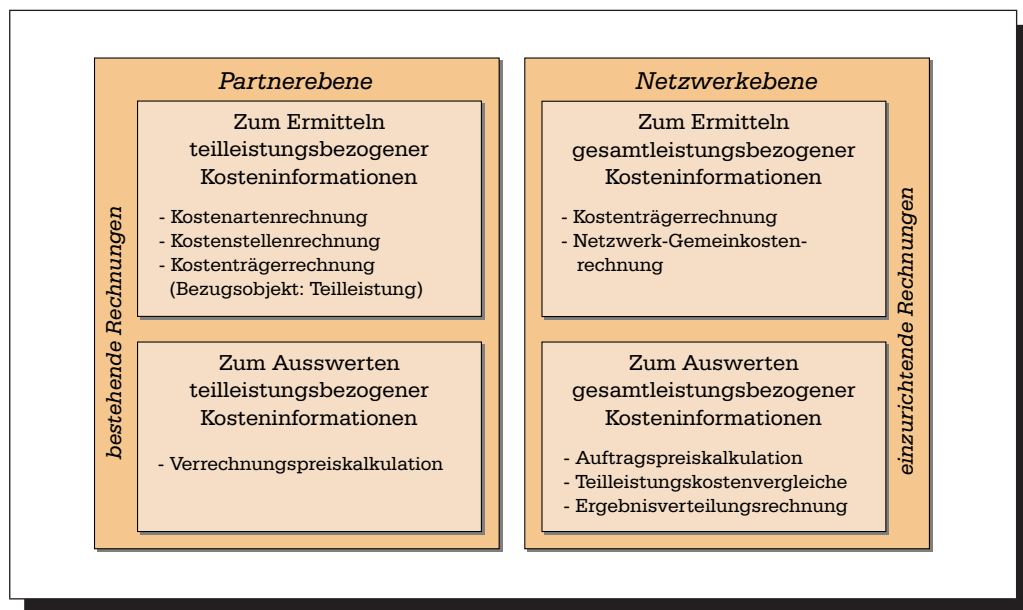 Partnerebene
bestehende Rechnungen
Zum Ermitteln
teilleistungsbezogener
Kosteninformationen
- Kostenartenrechnung
- Kostenstellenrechnung
- Kostenträgerrechnung
(Bezugsobjekt: Teilleistung)
Zum Ausswerten
teilleistungsbezogener
Kosteninformationen
- Verrechnungspreiskalkulation
Netzwerkebene
Zum Ermitteln
gesamtleistungsbezogener
Kosteninformationen
- Kostenträgerrechnung
- Netzwerk-Gemeinkosten-
rechnung
Zum Auswerten
gesamtleistungsbezogener
Kosteninformationen
- Auftragspreiskalkulation
- Teilleistungskostenvergleiche
- Ergebnisverteilungsrechnung
einzurichtende Rechnungen